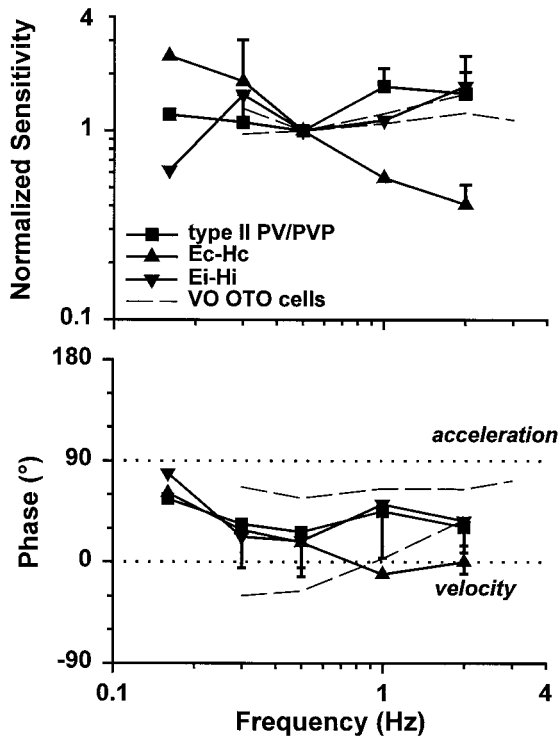 4
1
0.1
Normalized Sensitivity
type II PV/PVP
Ec-Hc
Ei-Hi
VO OTO cells
180
90
0
-90
Phase (°)
acceleration
velocity
0.1
1
4
Frequency (Hz)